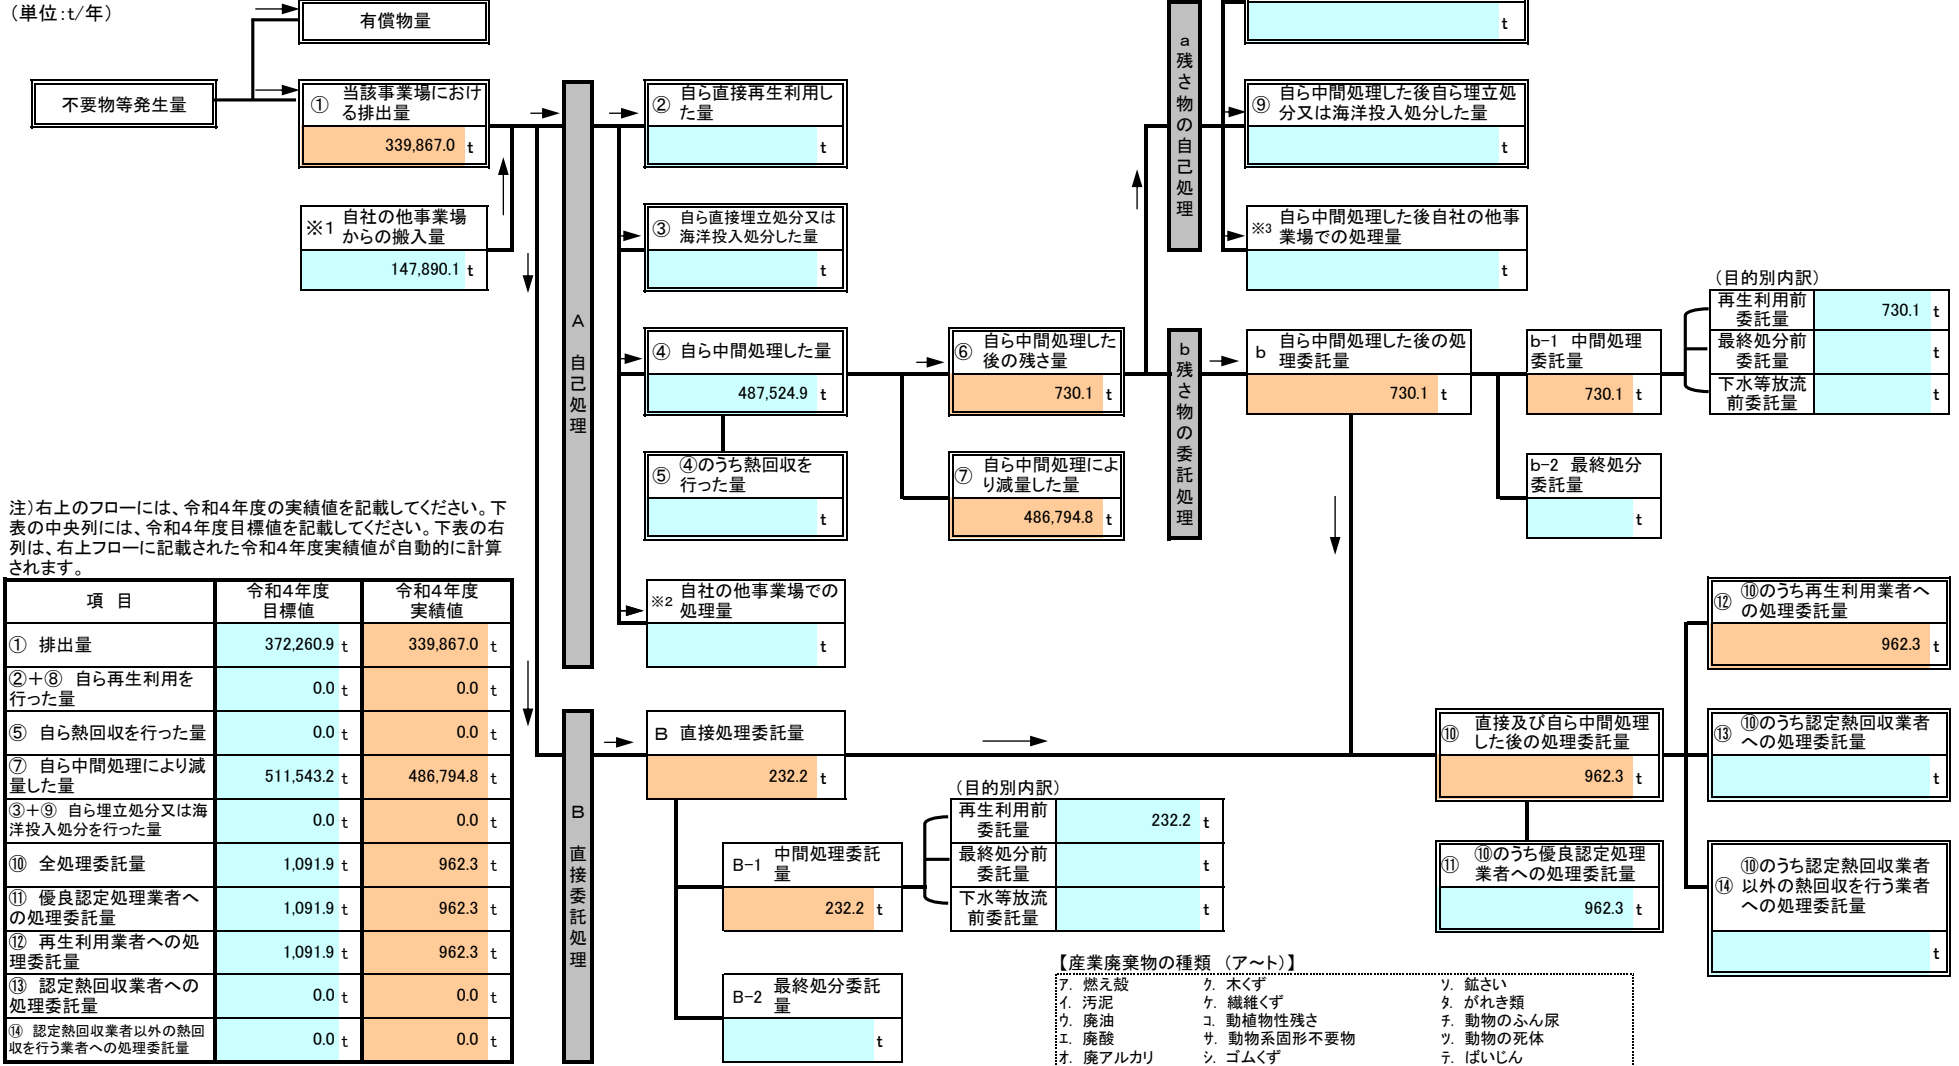 （単位：t/年）
有償物量
不要物等発生量
① 当該事業場におけ
る排出量
339,867.0 t
※1 自社の他事業場
からの搬入量
147,890.1 t
A 自己処理
② 自ら直接再生利用し
た量
t
③ 自ら直接埋立処分又は
海洋投入処分した量
t
④ 自ら中間処理した量
487,524.9 t
⑤ ④のうち熱回収を
行った量
t
※2 自社の他事業場での
処理量
t
⑥ 自ら中間処理した
後の残さ量
730.1 t
⑦ 自ら中間処理によ
り減量した量
486,794.8 t
a 残さ物の自己処理
t
⑨ 自ら中間処理した後自ら埋立処
分又は海洋投入処分した量
t
※3 自ら中間処理した後自社の他事
業場での処理量
t
b 残さ物の委託処理
b 自ら中間処理した後の処
理委託量
730.1 t
b-1 中間処理
委託量
730.1 t
b-2 最終処分
委託量
t
（目的別内訳）
再生利用前
委託量
730.1 t
最終処分前
委託量
t
下水等放流
前委託量
t
注）右上のフローには、令和4年度の実績値を記載してください。下
表の中央列には、令和4年度目標値を記載してください。下表の右
列は、右上フローに記載された令和4年度実績値が自動的に計算
されます。
項 目
令和4年度
目標値
令和4年度
実績値
① 排出量 372,260.9 t 339,867.0 t
②＋⑧ 自ら再生利用を
行った量 0.0 t 0.0 t
⑤ 自ら熱回収を行った量 0.0 t 0.0 t
⑦ 自ら中間処理により減
量した量 511,543.2 t 486,794.8 t
③＋⑨ 自ら埋立処分又は海
洋投入処分を行った量 0.0 t 0.0 t
⑩ 全処理委託量 1,091.9 t 962.3 t
⑪ 優良認定処理業者へ
の処理委託量 1,091.9 t 962.3 t
⑫ 再生利用業者への処
理委託量 1,091.9 t 962.3 t
⑬ 認定熱回収業者への
処理委託量 0.0 t 0.0 t
⑭ 認定熱回収業者以外の熱回
収を行う業者への処理委託量 0.0 t 0.0 t
B 直接委託処理
B 直接処理委託量
232.2 t
B-1 中間処理委託
量
232.2 t
B-2 最終処分委託
量
t
（目的別内訳）
再生利用前
委託量
232.2 t
最終処分前
委託量
t
下水等放流
前委託量
t
⑩ 直接及び自ら中間処理
した後の処理委託量
962.3 t
⑪ ⑩のうち優良認定処理
業者への処理委託量
962.3 t
⑫ ⑩のうち再生利用業者へ
の処理委託量
962.3 t
⑬ ⑩のうち認定熱回収業者
への処理委託量
t
⑭ ⑩のうち認定熱回収業者
以外の熱回収を行う業者
への処理委託量
t
【産業廃棄物の種類 （ア～ト）】
ア. 燃え殻 ク. 木くず ソ. 鉱さい
イ. 汚泥 ケ. 繊維くず タ. がれき類
ウ. 廃油 コ. 動植物性残さ チ. 動物のふん尿
エ. 廃酸 サ. 動物系固形不要物 ツ. 動物の死体
オ. 廃アルカリ シ. ゴムくず テ. ばいじん